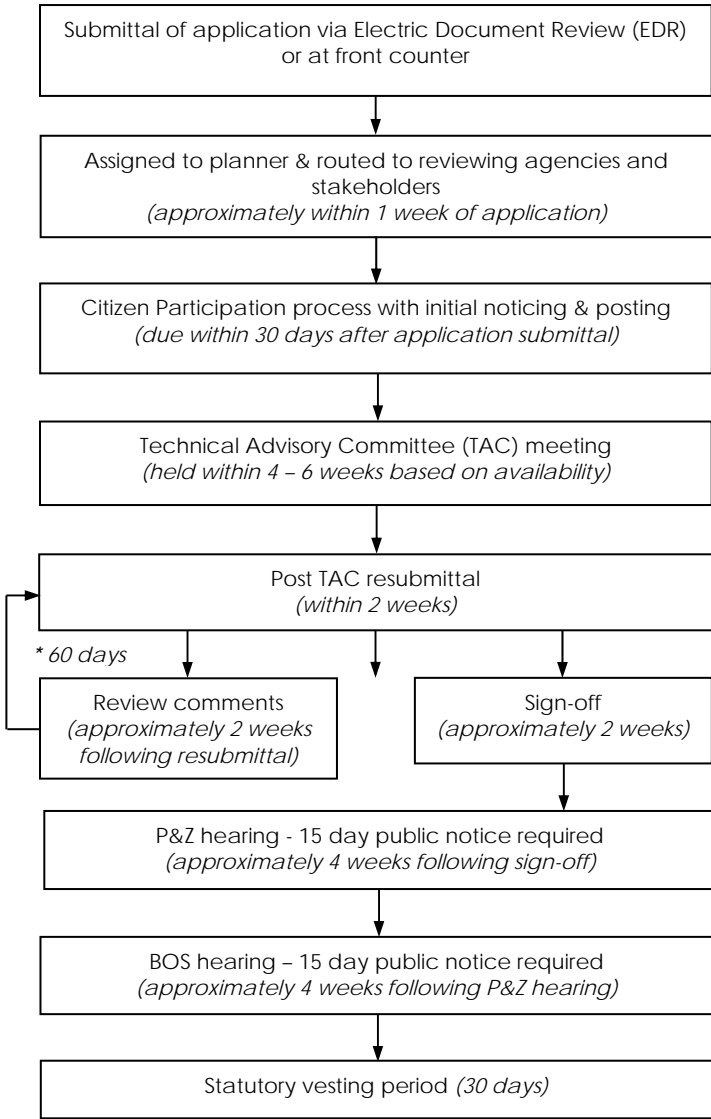 Submittal of application via Electric Document Review (EDR)
or at front counter
Assigned to planner & routed to reviewing agencies and
stakeholders
(approximately within 1 week of application)
Citizen Participation process with initial noticing & posting
(due within 30 days after application submittal)
Technical Advisory Committee (TAC) meeting
(held within 4 – 6 weeks based on availability)
Post TAC resubmittal
(within 2 weeks)
* 60 days
Review comments
(approximately 2 weeks
following resubmittal)
Sign-off
(approximately 2 weeks)
P&Z hearing - 15 day public notice required
(approximately 4 weeks following sign-off)
BOS hearing – 15 day public notice required
(approximately 4 weeks following P&Z hearing)
Statutory vesting period (30 days)